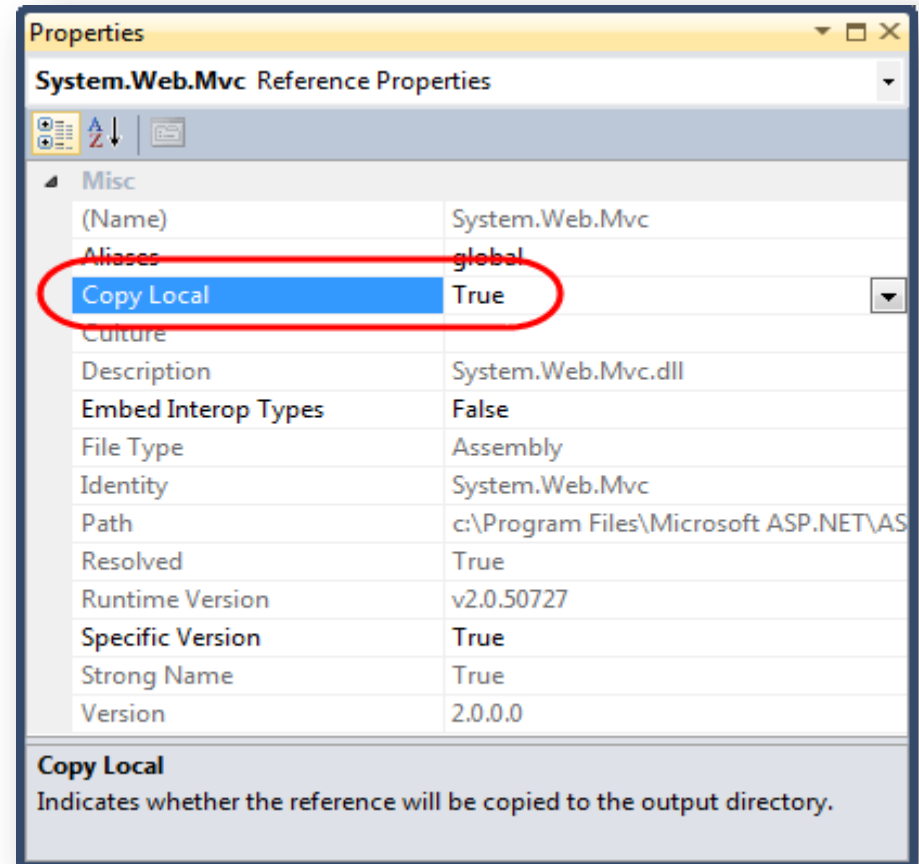 Properties
System.Web.Mvc Reference Properties
Misc
(Name) System.Web.Mvc
Aliases global
Copy Local True
Culture
Description System.Web.Mvc.dll
Embed Interop Types False
File Type Assembly
Identity System.Web.Mvc
Path c:\Program Files\Microsoft ASP.NET\AS
Resolved True
Runtime Version v2.0.50727
Specific Version True
Strong Name True
Version 2.0.0.0
Copy Local
Indicates whether the reference will be copied to the output directory.